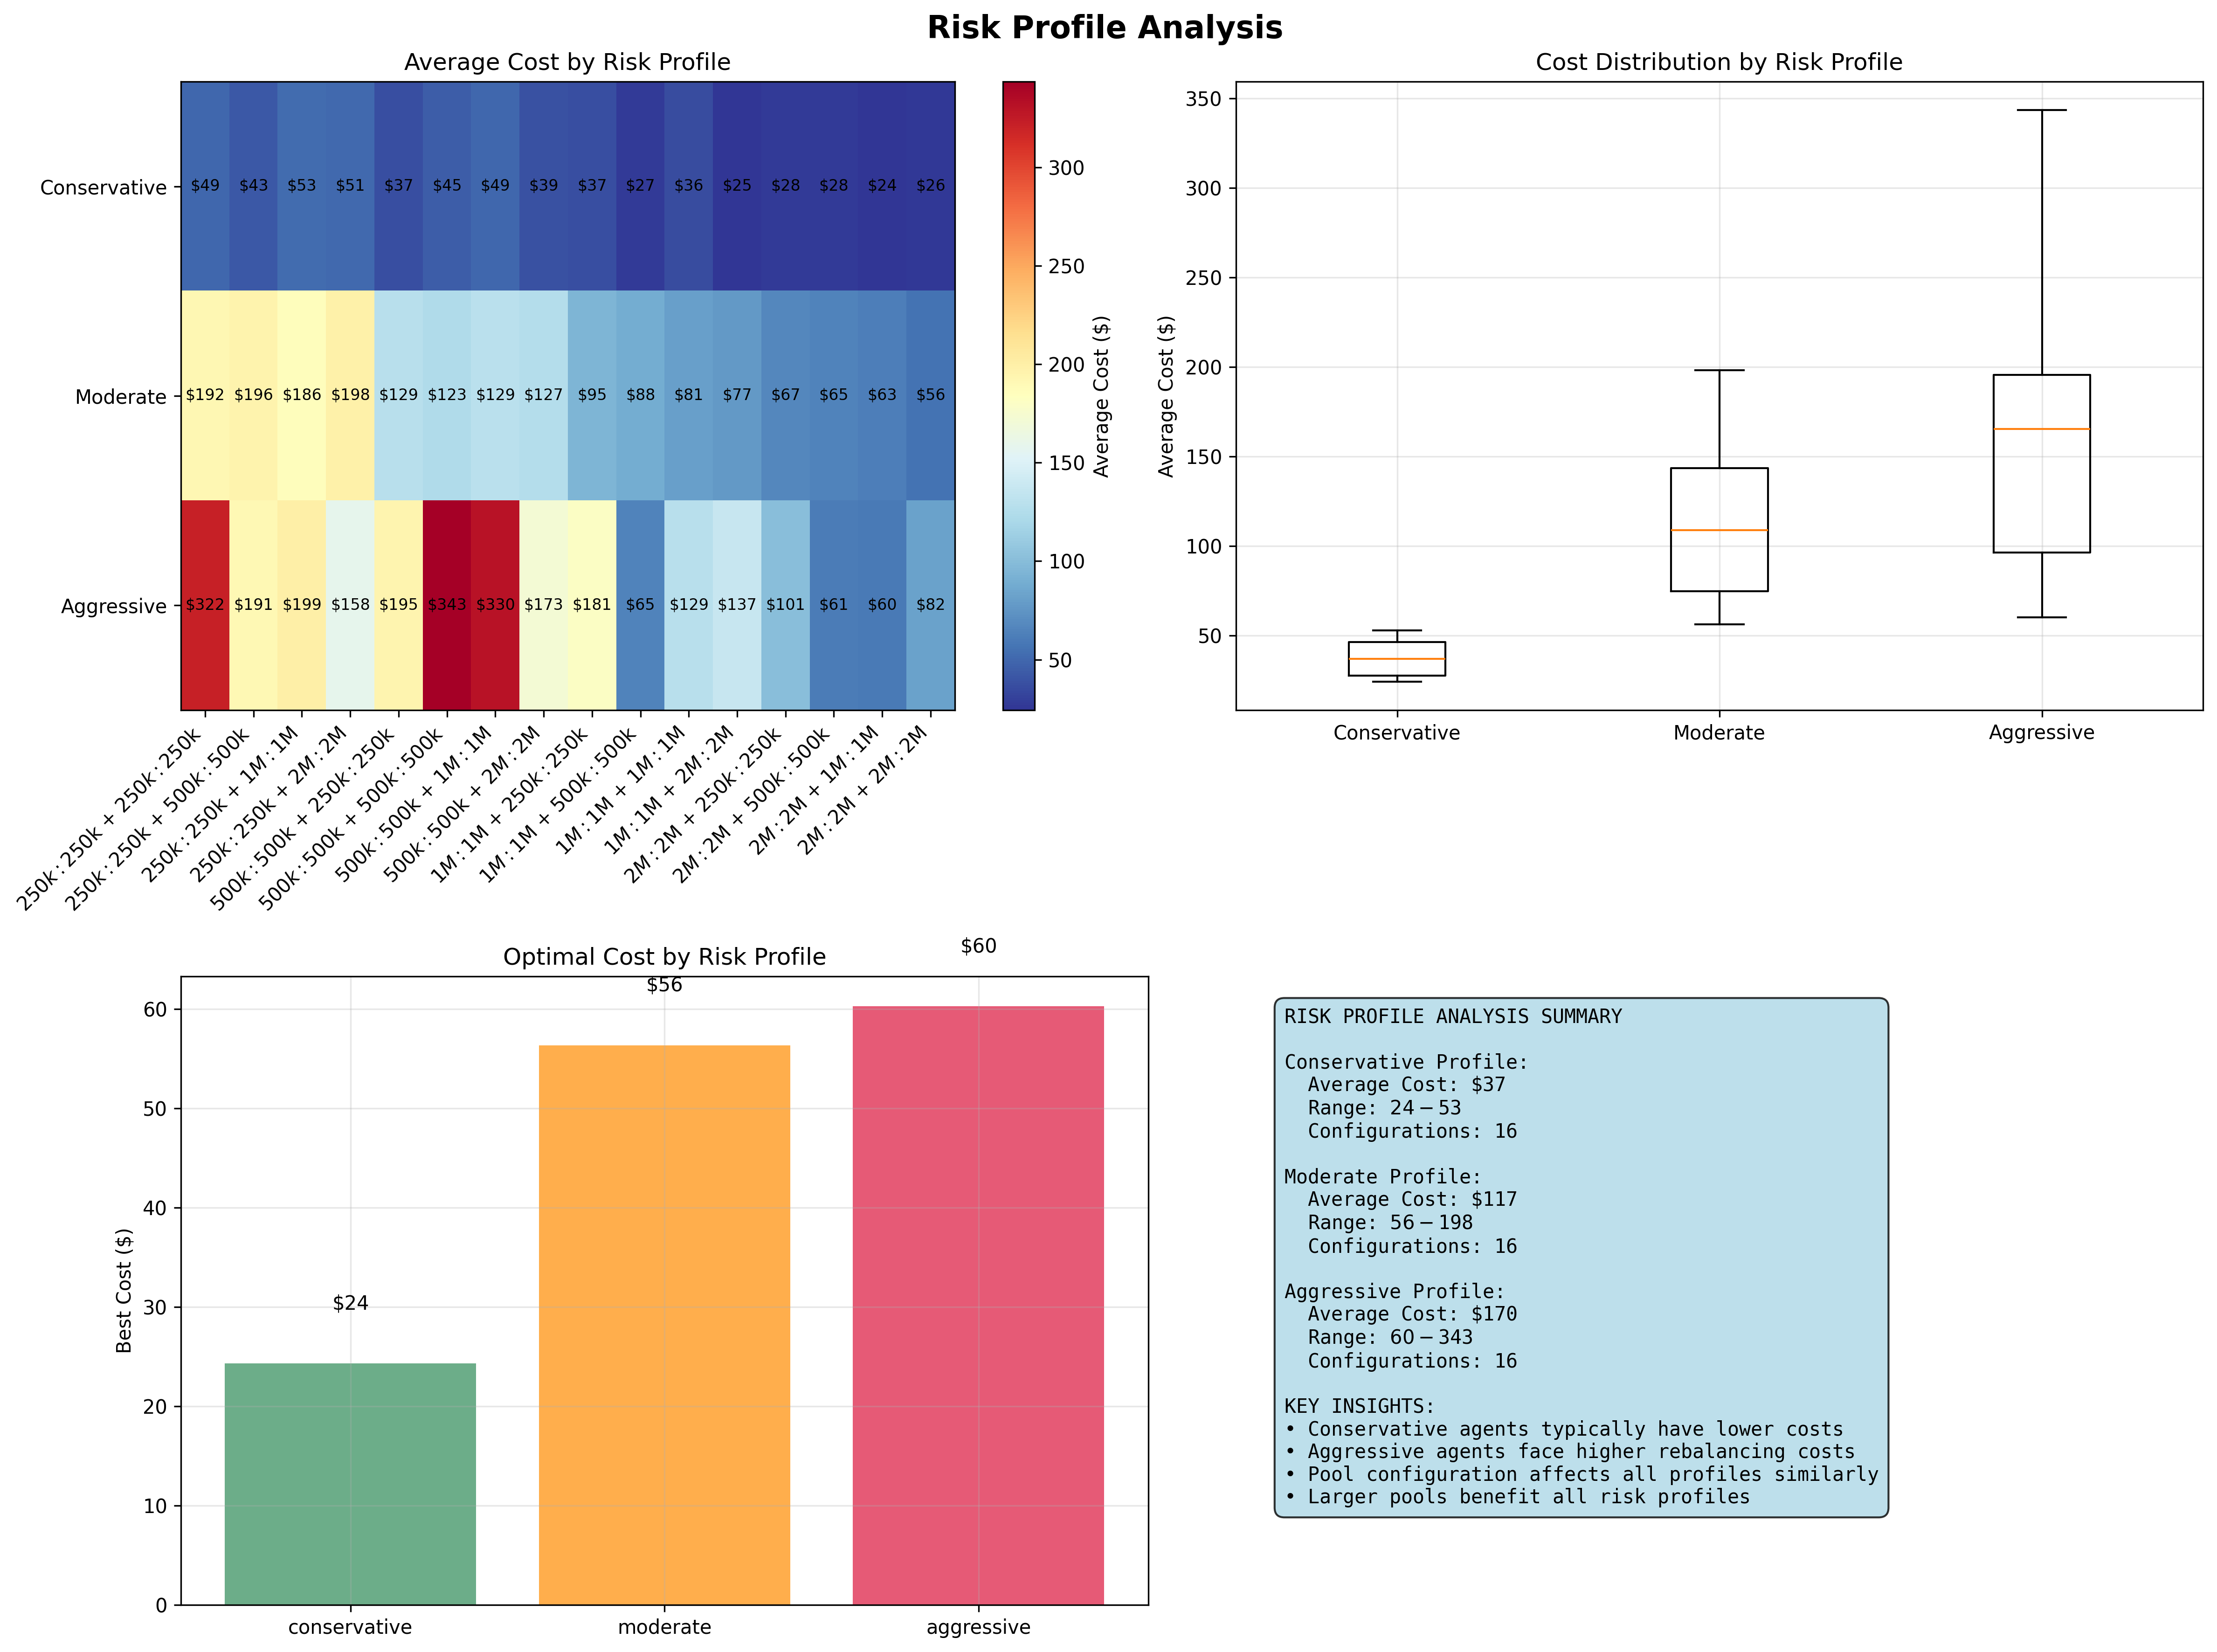 Risk Profile Analysis
Average Cost by Risk Profile
Conservative
Moderate
Aggressive
$49 $43 $53 $51 $37 $45 $49 $39 $37 $27 $36 $25 $28 $28 $24 $26
$192 $196 $186 $198 $129 $123 $129 $127 $95 $88 $81 $77 $67 $65 $63 $56
$322 $191 $199 $158 $195 $343 $330 $173 $181 $65 $129 $137 $101 $61 $60 $82
250k:250k + 250k:250k
250k:250k + 500k:500k
250k:250k + 1M:1M
250k:250k + 2M:2M
500k:500k + 250k:250k
500k:500k + 500k:500k
500k:500k + 1M:1M
500k:500k + 2M:2M
1M:1M + 250k:250k
1M:1M + 500k:500k
1M:1M + 1M:1M
1M:1M + 2M:2M
2M:2M + 250k:250k
2M:2M + 500k:500k
2M:2M + 1M:1M
2M:2M + 2M:2M
300
250
200
150
100
50
Average Cost ($)
Cost Distribution by Risk Profile
Average Cost ($)
350
300
250
200
150
100
50
Conservative
Moderate
Aggressive
Optimal Cost by Risk Profile
Best Cost ($)
60
50
40
30
20
10
0
$24
$56
$60
conservative
moderate
aggressive
RISK PROFILE ANALYSIS SUMMARY
Conservative Profile:
Average Cost: $37
Range: 24 − 53
Configurations: 16
Moderate Profile:
Average Cost: $117
Range: 56 − 198
Configurations: 16
Aggressive Profile:
Average Cost: $170
Range: 60 − 343
Configurations: 16
KEY INSIGHTS:
• Conservative agents typically have lower costs
• Aggressive agents face higher rebalancing costs
• Pool configuration affects all profiles similarly
• Larger pools benefit all risk profiles